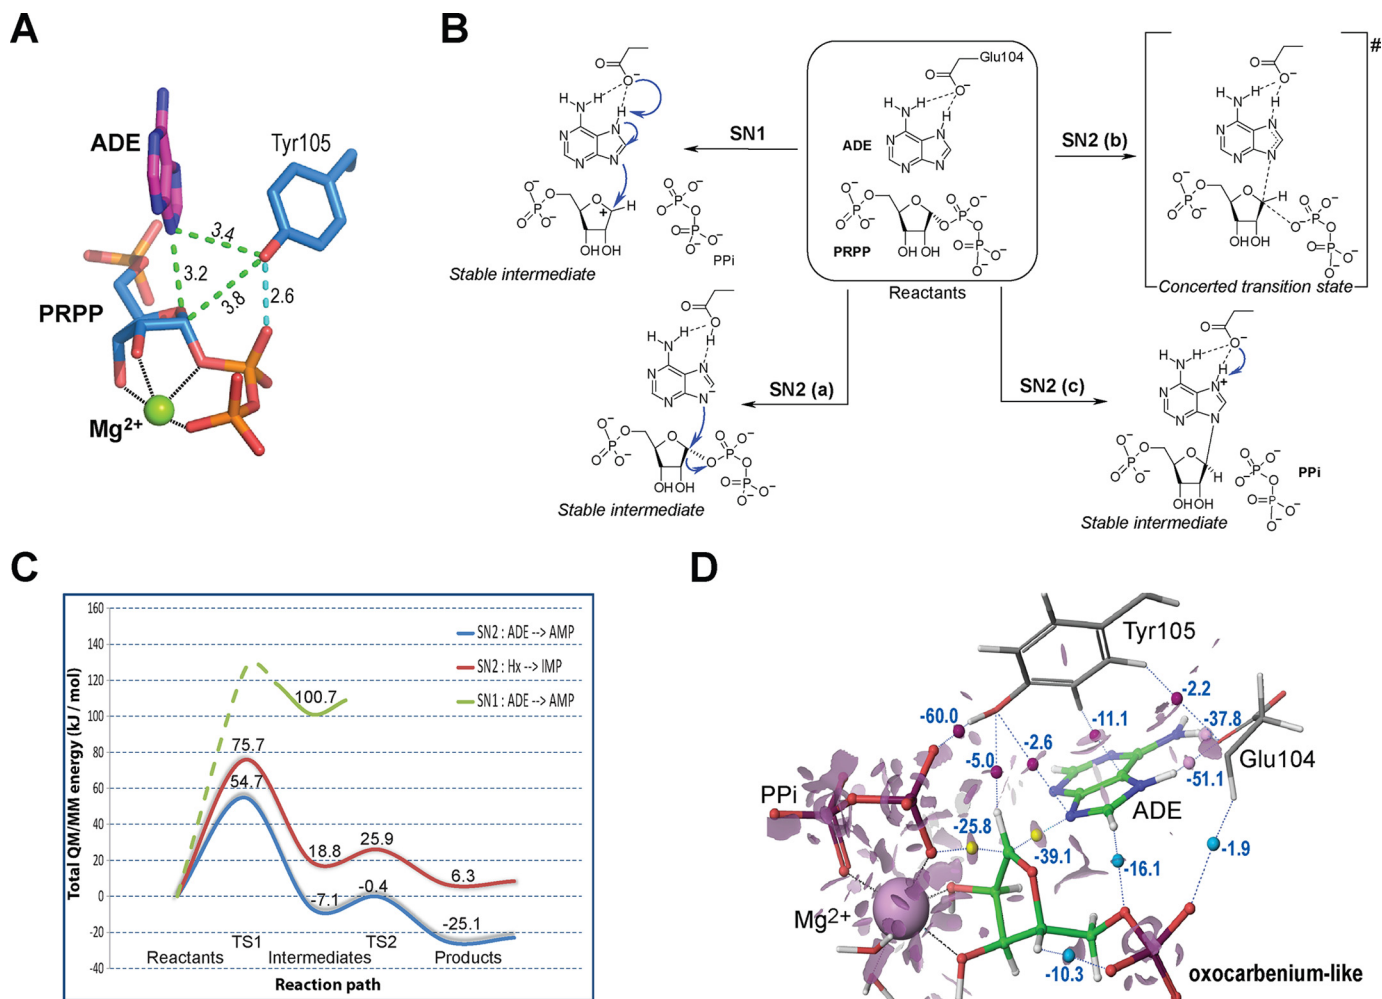 A
ADE
Tyr105
3.4
3.2
3.8
2.6
PRPP
Mg2+
B
SN1
Stable intermediate
PPi
Glu104
ADE
PRPP
Reactants
SN2 (b)
#
Concerted transition state
SN2 (a)
Stable intermediate
SN2 (c)
PPi
Stable intermediate
C
Total QM/MM energy (kJ / mol)
160
140
120
100
80
60
40
20
0
-20
-40
SN2 : ADE --> AMP
SN2 : Hx --> IMP
SN1 : ADE --> AMP
100.7
75.7
54.7
18.8
25.9
-7.1
-0.4
6.3
-25.1
Reactants
TS1
Intermediates
TS2
Products
Reaction path
D
Tyr105
-2.2
-60.0
-11.1
-37.8
-2.6
-5.0
Glu104
-51.1
PPi
ADE
-25.8
-39.1
-1.9
-16.1
Mg2+
-10.3
oxocarbenium-like